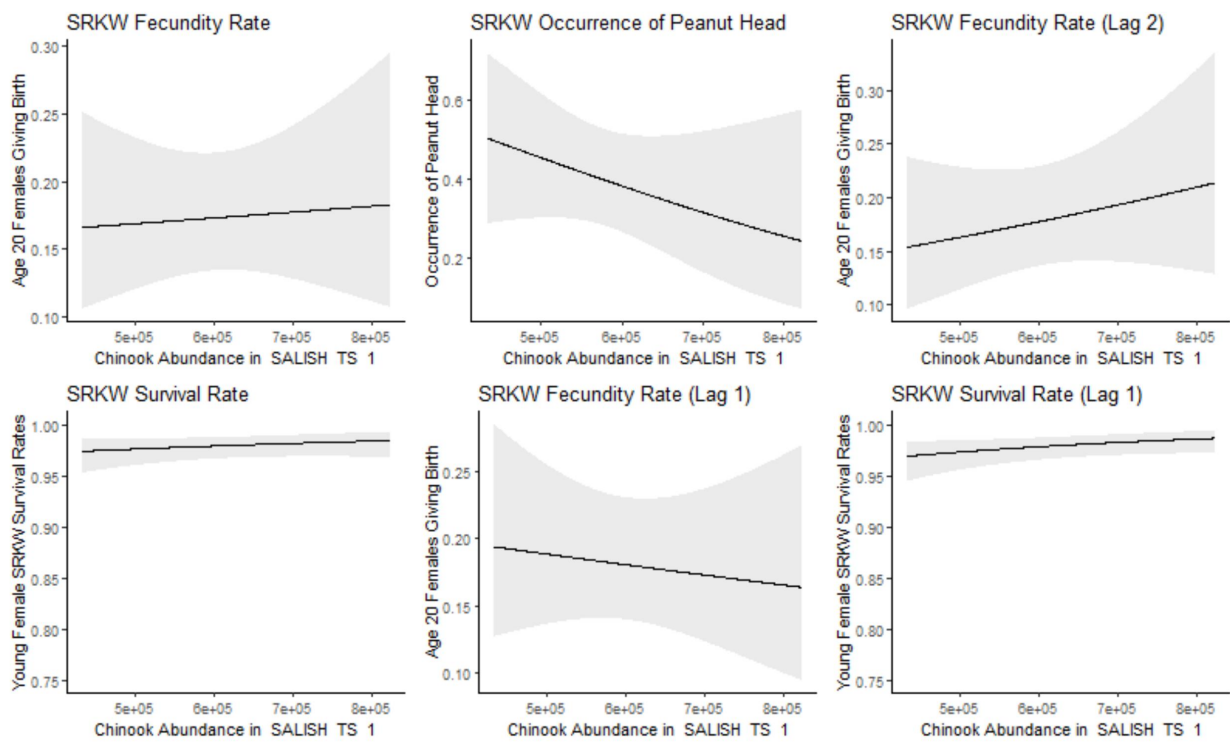 SRKW Fecundity Rate
Age 20 Females Giving Birth
0.30
0.25
0.20
0.15
0.10
5e+05 6e+05 7e+05 8e+05
Chinook Abundance in SALISH TS 1
SRKW Occurrence of Peanut Head
Occurrence of Peanut Head
0.6
0.4
0.2
5e+05 6e+05 7e+05 8e+05
Chinook Abundance in SALISH TS 1
SRKW Fecundity Rate (Lag 2)
Age 20 Females Giving Birth
0.30
0.25
0.20
0.15
0.10
5e+05 6e+05 7e+05 8e+05
Chinook Abundance in SALISH TS 1
SRKW Survival Rate
Young Female SRKW Survival Rates
1.00
0.95
0.90
0.85
0.80
0.75
5e+05 6e+05 7e+05 8e+05
Chinook Abundance in SALISH TS 1
SRKW Fecundity Rate (Lag 1)
Age 20 Females Giving Birth
0.25
0.20
0.15
0.10
5e+05 6e+05 7e+05 8e+05
Chinook Abundance in SALISH TS 1
SRKW Survival Rate (Lag 1)
Young Female SRKW Survival Rates
1.00
0.95
0.90
0.85
0.80
0.75
5e+05 6e+05 7e+05 8e+05
Chinook Abundance in SALISH TS 1